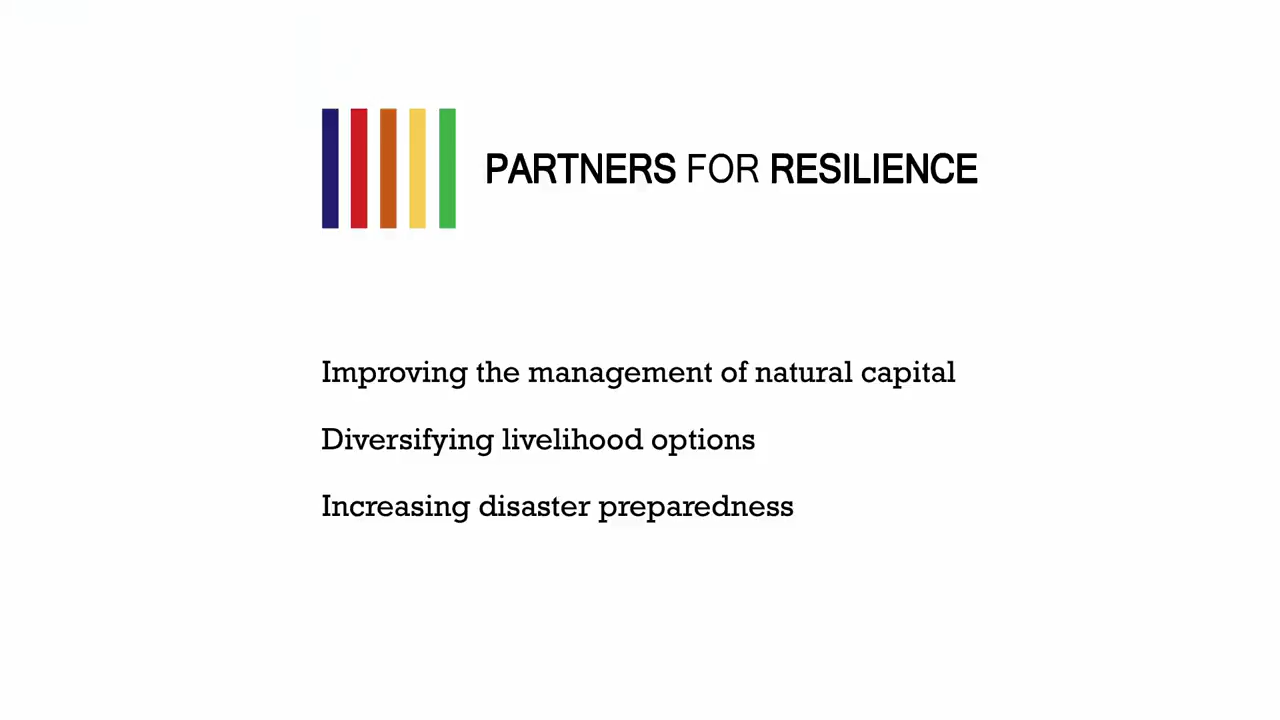 PARTNERS FOR RESILIENCE
Improving the management of natural capital
Diversifying livelihood options
Increasing disaster preparedness